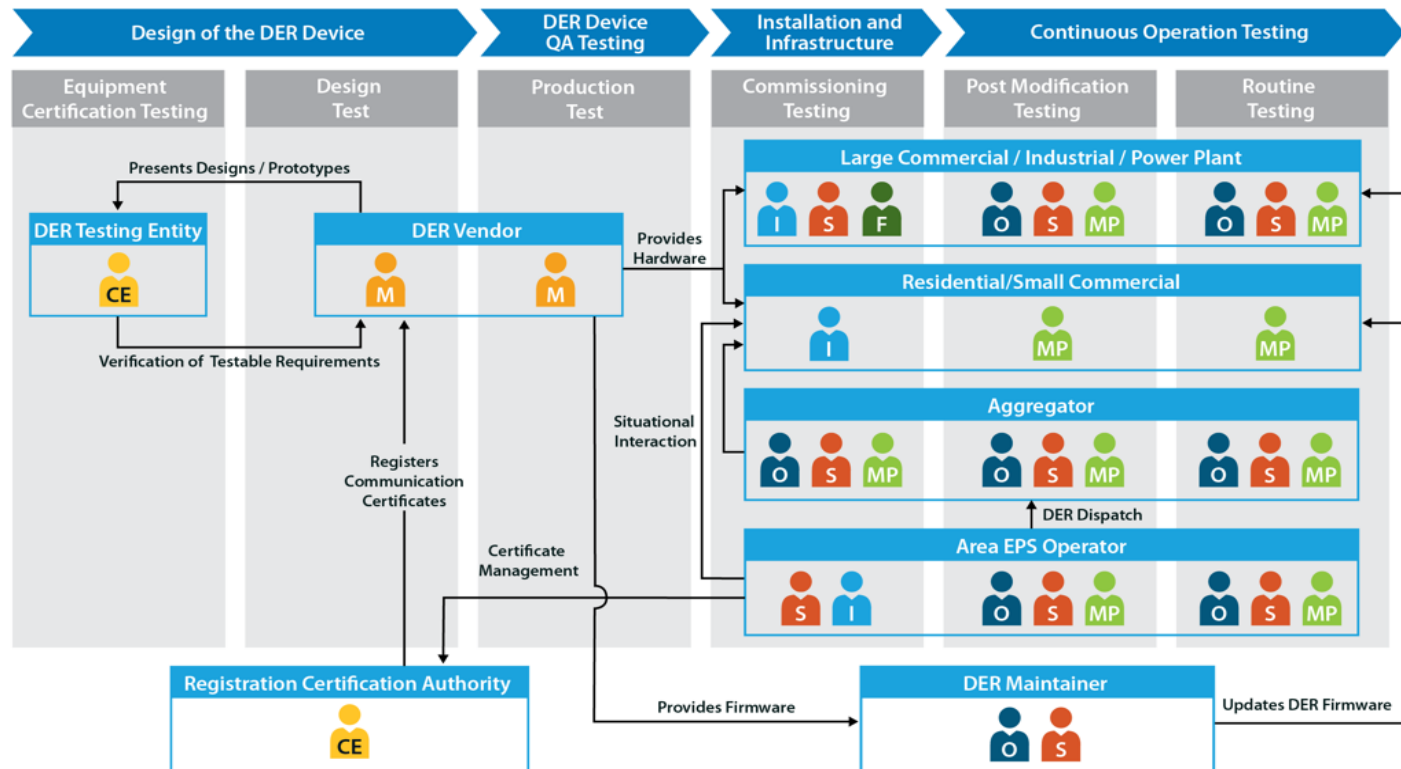 Design of the DER Device
DER Device
QA Testing
Installation and
Infrastructure
Continuous Operation Testing
Equipment
Certification Testing
Design
Test
Production
Test
Commissioning
Testing
Post Modification
Testing
Routine
Testing
Presents Designs / Prototypes
DER Testing Entity
CE
DER Vendor
M
M
Verification of Testable Requirements
Provides
Hardware
Large Commercial / Industrial / Power Plant
I S F O S MP O S MP
Residential/Small Commercial
I MP MP
Situational
Interaction
Aggregator
O S MP O S MP O S MP
DER Dispatch
Area EPS Operator
S I O S MP O S MP
Registers
Communication
Certificates
Certificate
Management
Registration Certification Authority
CE
Provides Firmware
DER Maintainer
O S
Updates DER Firmware